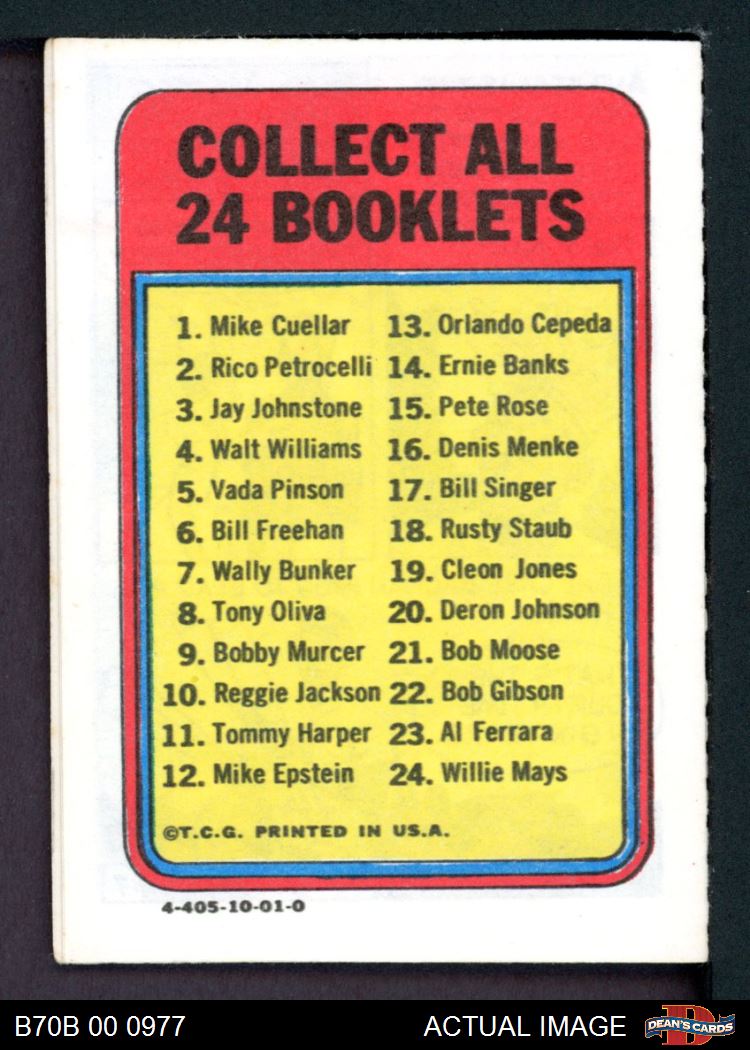 COLLECT ALL
24 BOOKLETS
1. Mike Cuellar
2. Rico Petrocelli
3. Jay Johnstone
4. Walt Williams
5. Vada Pinson
6. Bill Freehan
7. Wally Bunker
8. Tony Oliva
9. Bobby Murcer
10. Reggie Jackson
11. Tommy Harper
12. Mike Epstein
13. Orlando Cepeda
14. Ernie Banks
15. Pete Rose
16. Denis Menke
17. Bill Singer
18. Rusty Staub
19. Cleon Jones
20. Deron Johnson
21. Bob Moose
22. Bob Gibson
23. Al Ferrara
24. Willie Mays
©T.C.G. PRINTED IN U.S.A.
4-405-10-01-0
B70B 00 0977
ACTUAL IMAGE
D
DEAN'S CARDS